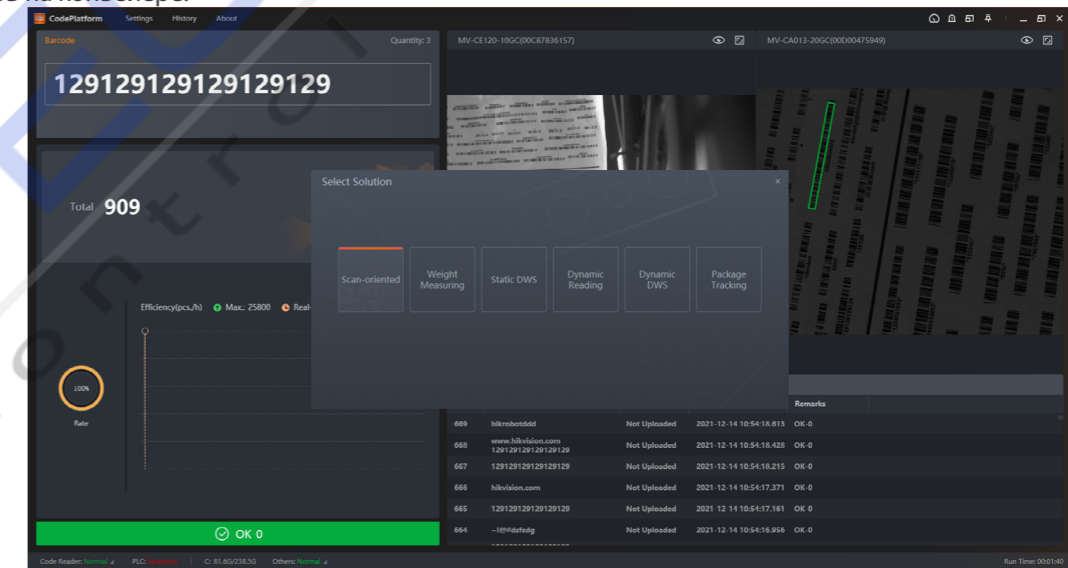 CodePlatform Settings History About
Barcode Quantity: 3
129129129129129129
Total 909
Efficiency(pcs./h) Max.: 25800 Real-
100%
Rate
OK-0
MV-CE120-10GC(00C87836157)
MV-CA013-20GC(00D00475949)
Select Solution
Scan-oriented
Weight
Measuring
Static DWS
Dynamic
Reading
Dynamic
DWS
Package
Tracking
Remarks
669 hikrobotddd Not Uploaded 2021-12-14 10:54:18.613 OK-0
668 www.hikvision.com
129129129129129129 Not Uploaded 2021-12-14 10:54:18.428 OK-0
667 129129129129129129 Not Uploaded 2021-12-14 10:54:18.215 OK-0
666 hikvision.com Not Uploaded 2021-12-14 10:54:17.371 OK-0
665 129129129129129129 Not Uploaded 2021-12-14 10:54:17.161 OK-0
664 Not Uploaded 2021-12-14 10:54:16.956 OK-0
Code Reader: Normal PLC: C: 81.6G/238.5G Others: Normal Run Time: 00:01:40